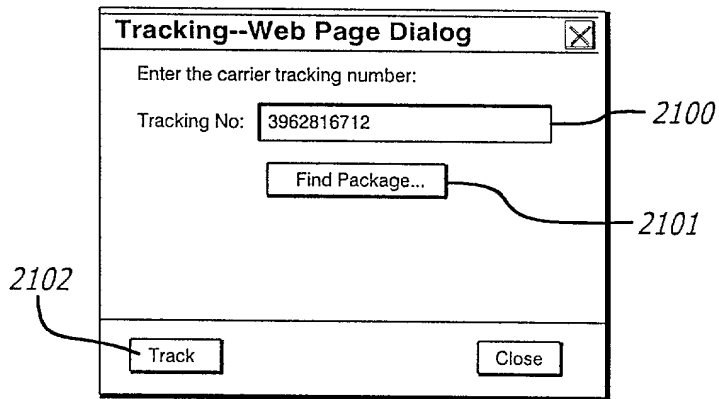 Tracking--Web Page Dialog
Enter the carrier tracking number:
Tracking No: 3962816712
2100
Find Package...
2101
2102
Track
Close